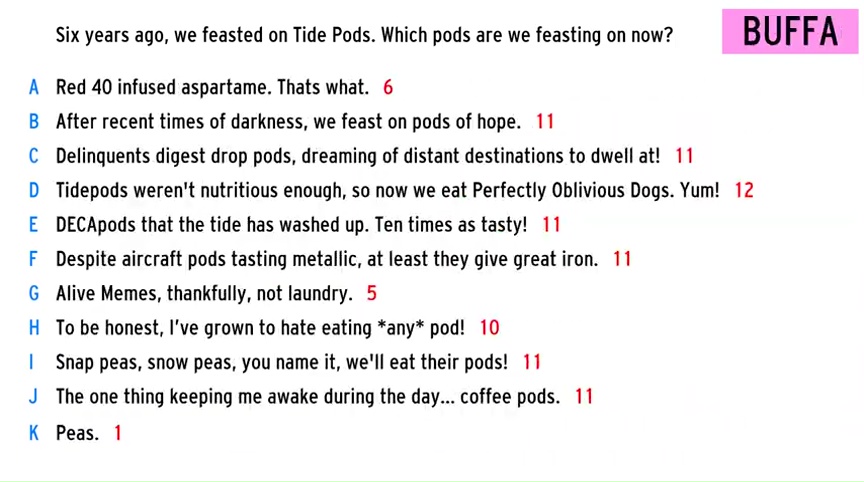 Six years ago, we feasted on Tide Pods. Which pods are we feasting on now?
BUFFA
A Red 40 infused aspartame. Thats what. 6
B After recent times of darkness, we feast on pods of hope. 11
C Delinquents digest drop pods, dreaming of distant destinations to dwell at! 11
D Tidepods weren't nutritious enough, so now we eat Perfectly Oblivious Dogs. Yum! 12
E DECApods that the tide has washed up. Ten times as tasty! 11
F Despite aircraft pods tasting metallic, at least they give great iron. 11
G Alive Memes, thankfully, not laundry. 5
H To be honest, I've grown to hate eating *any* pod! 10
I Snap peas, snow peas, you name it, we'll eat their pods! 11
J The one thing keeping me awake during the day... coffee pods. 11
K Peas. 1